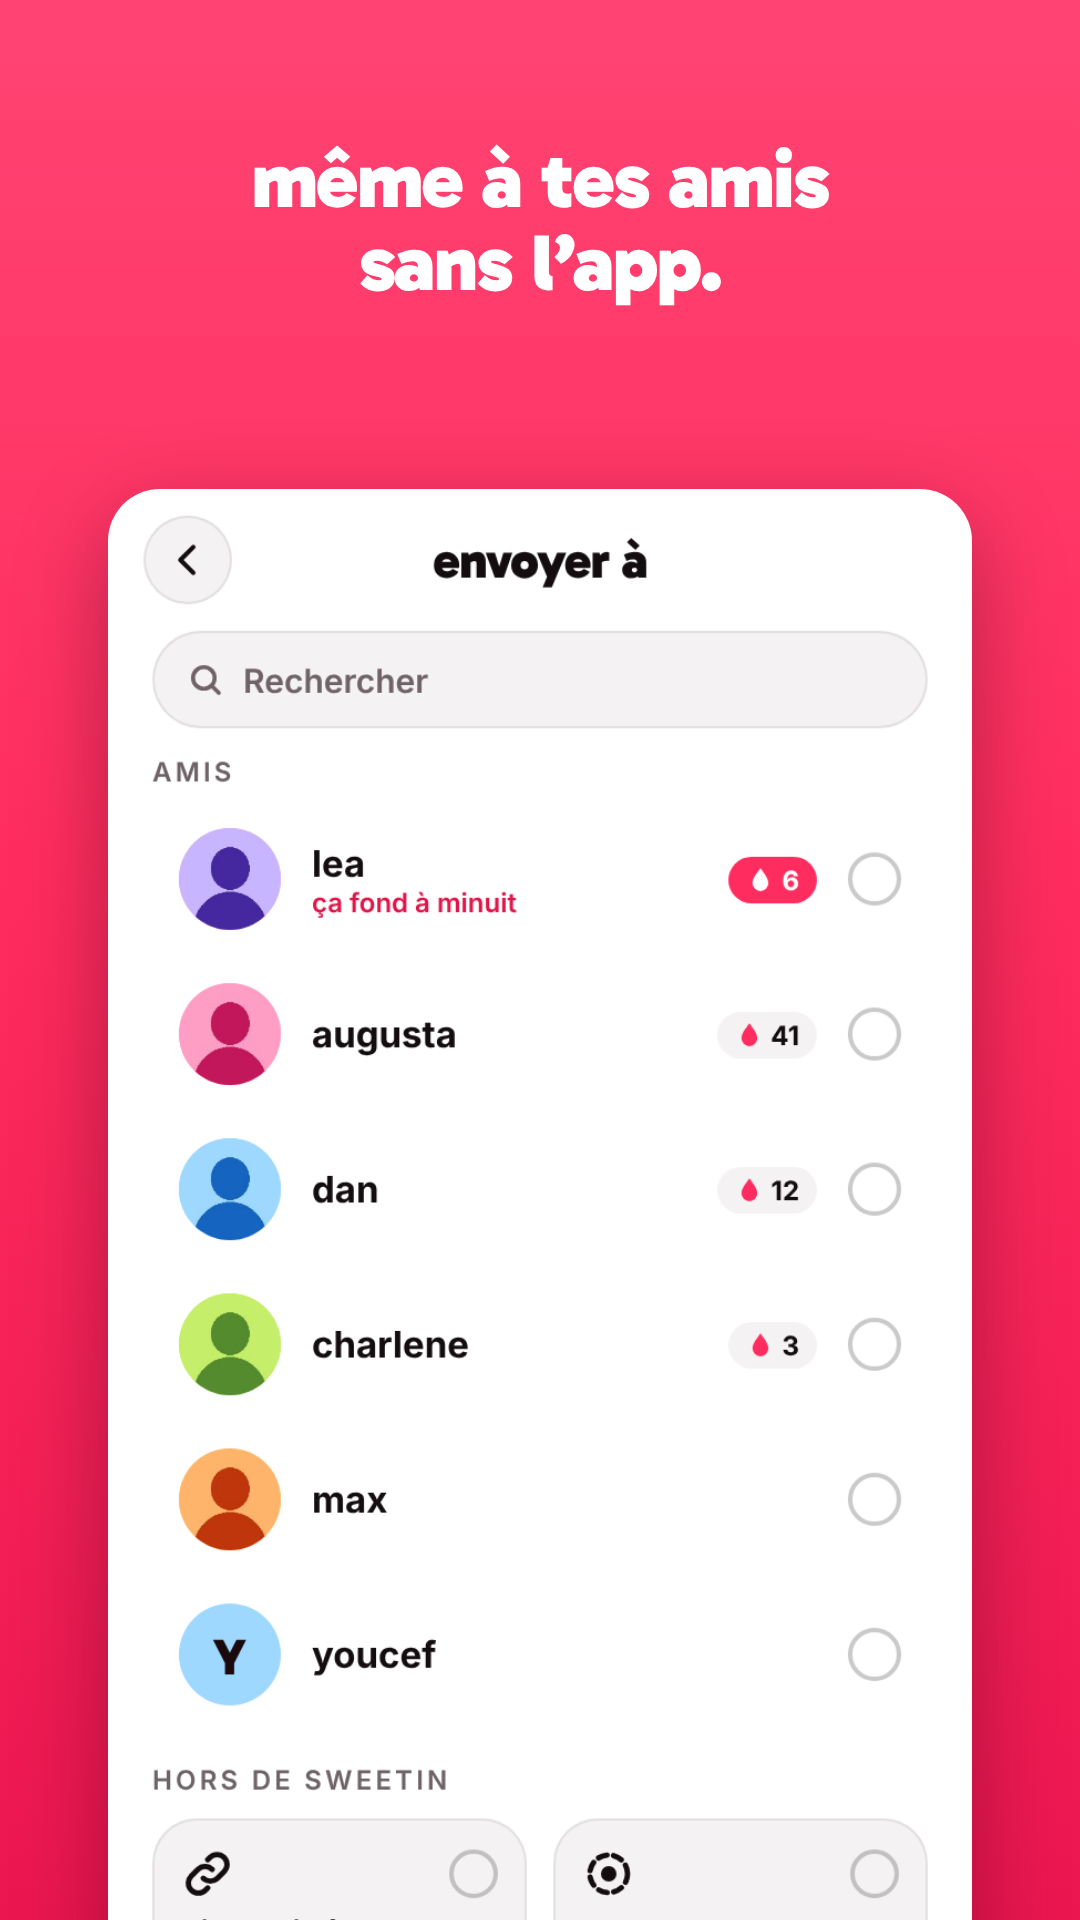 même à tes amis
sans l’app.
envoyer à
Rechercher
AMIS
lea
ça fond à minuit
6
augusta
41
dan
12
charlene
3
max
Y
youcef
HORS DE SWEETIN